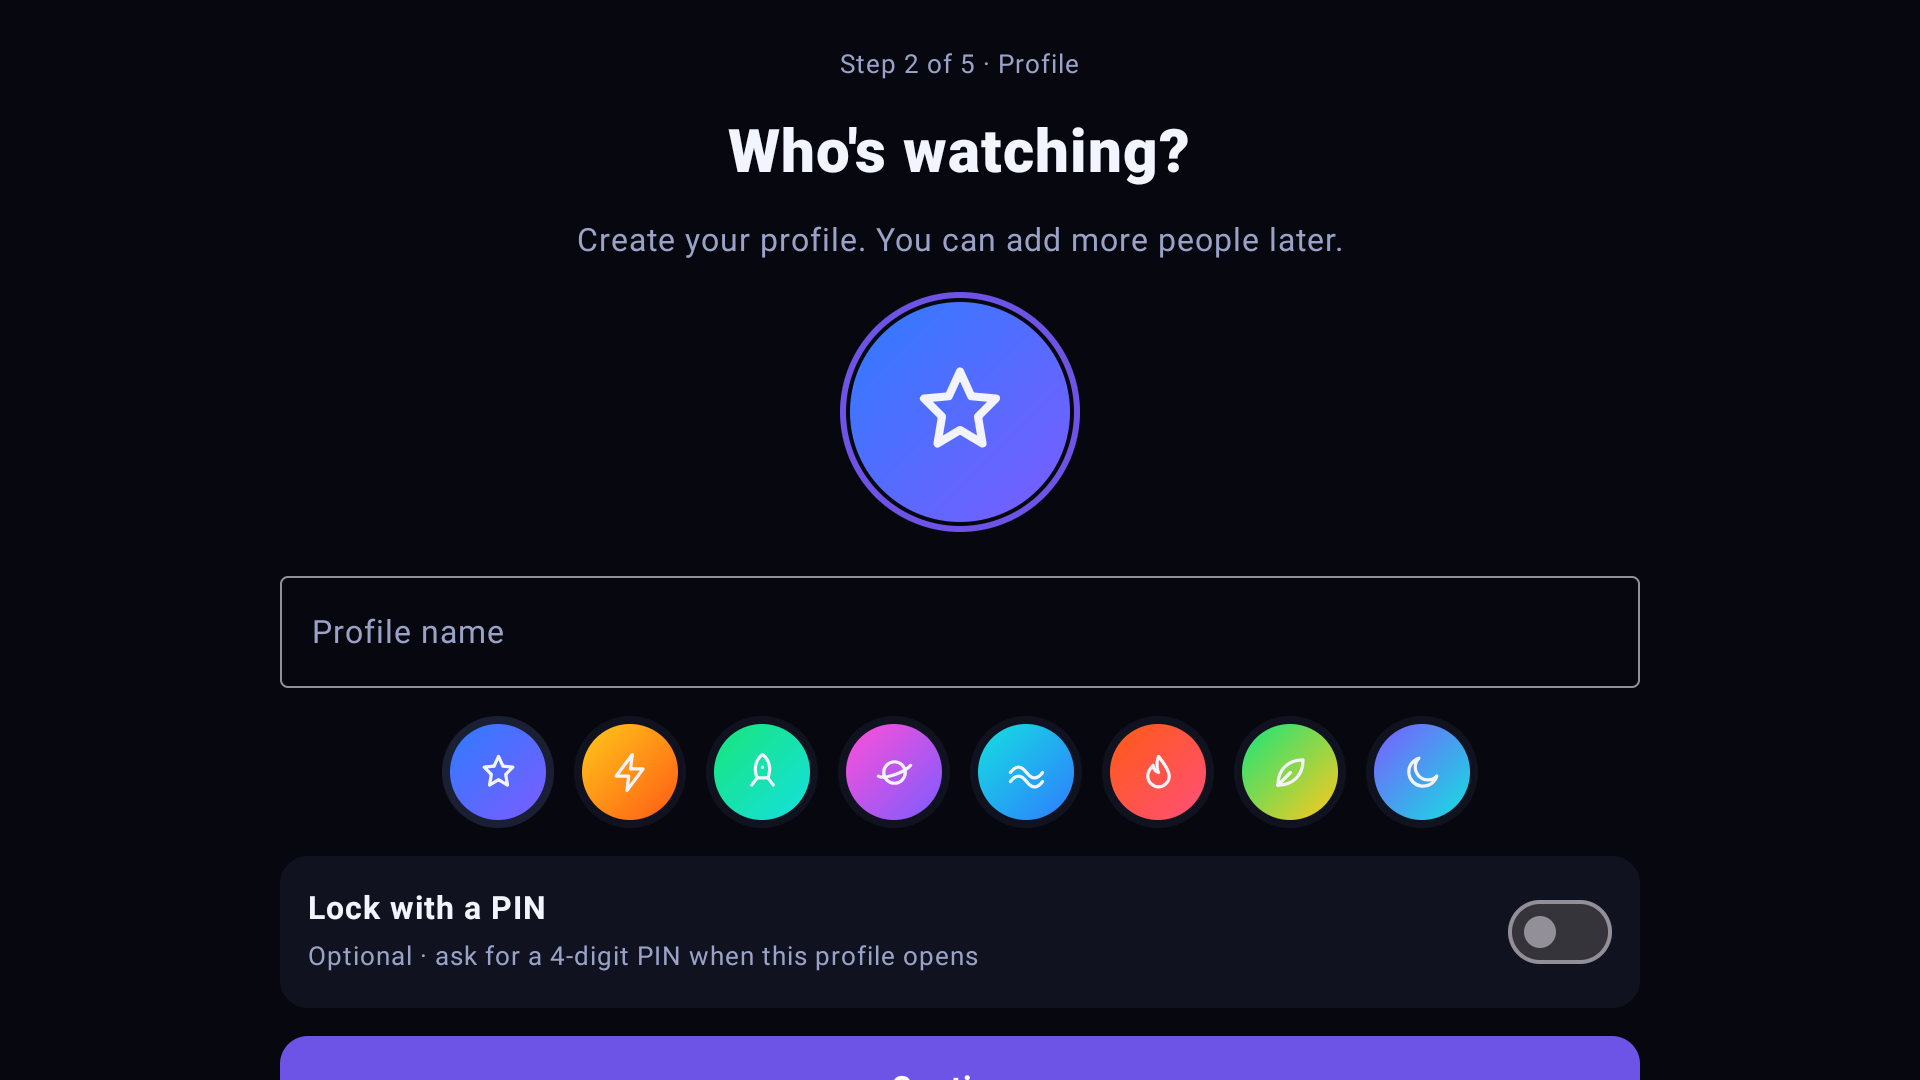 Step 2 of 5 · Profile
Who's watching?
Create your profile. You can add more people later.
Profile name
Lock with a PIN
Optional · ask for a 4-digit PIN when this profile opens